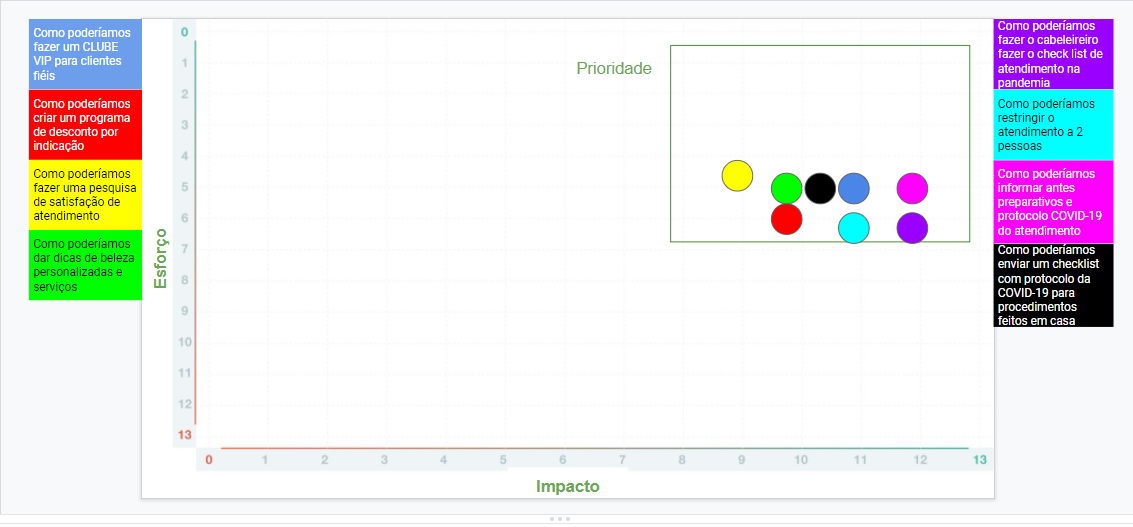 Como poderíamos
fazer um CLUBE
VIP para clientes
fiéis
Como poderíamos
criar um programa
de desconto por
indicação
Como poderíamos
fazer uma pesquisa
de satisfação de
atendimento
Como poderíamos
dar dicas de beleza
personalizadas e
serviços
Esforço
0
1
2
3
4
5
6
7
8
9
10
11
12
13
Prioridade
0 1 2 3 4 5 6 7 8 9 10 11 12 13
Impacto
Como poderíamos
fazer o cabeleireiro
fazer o check list de
atendimento na
pandemia
Como poderíamos
restringir o
atendimento a 2
pessoas
Como poderíamos
informar antes
preparativos e
protocolo COVID-19
do atendimento
Como poderíamos
enviar um checklist
com protocolo da
COVID-19 para
procedimentos
feitos em casa